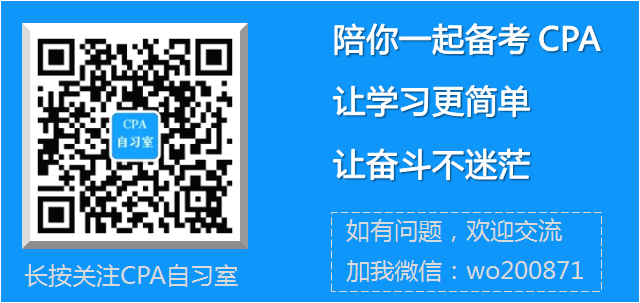 陪你一起备考 CPA
让学习更简单
让奋斗不迷茫
CPA
自习室
如有问题，欢迎交流
加我微信：wo200871
长按关注CPA自习室